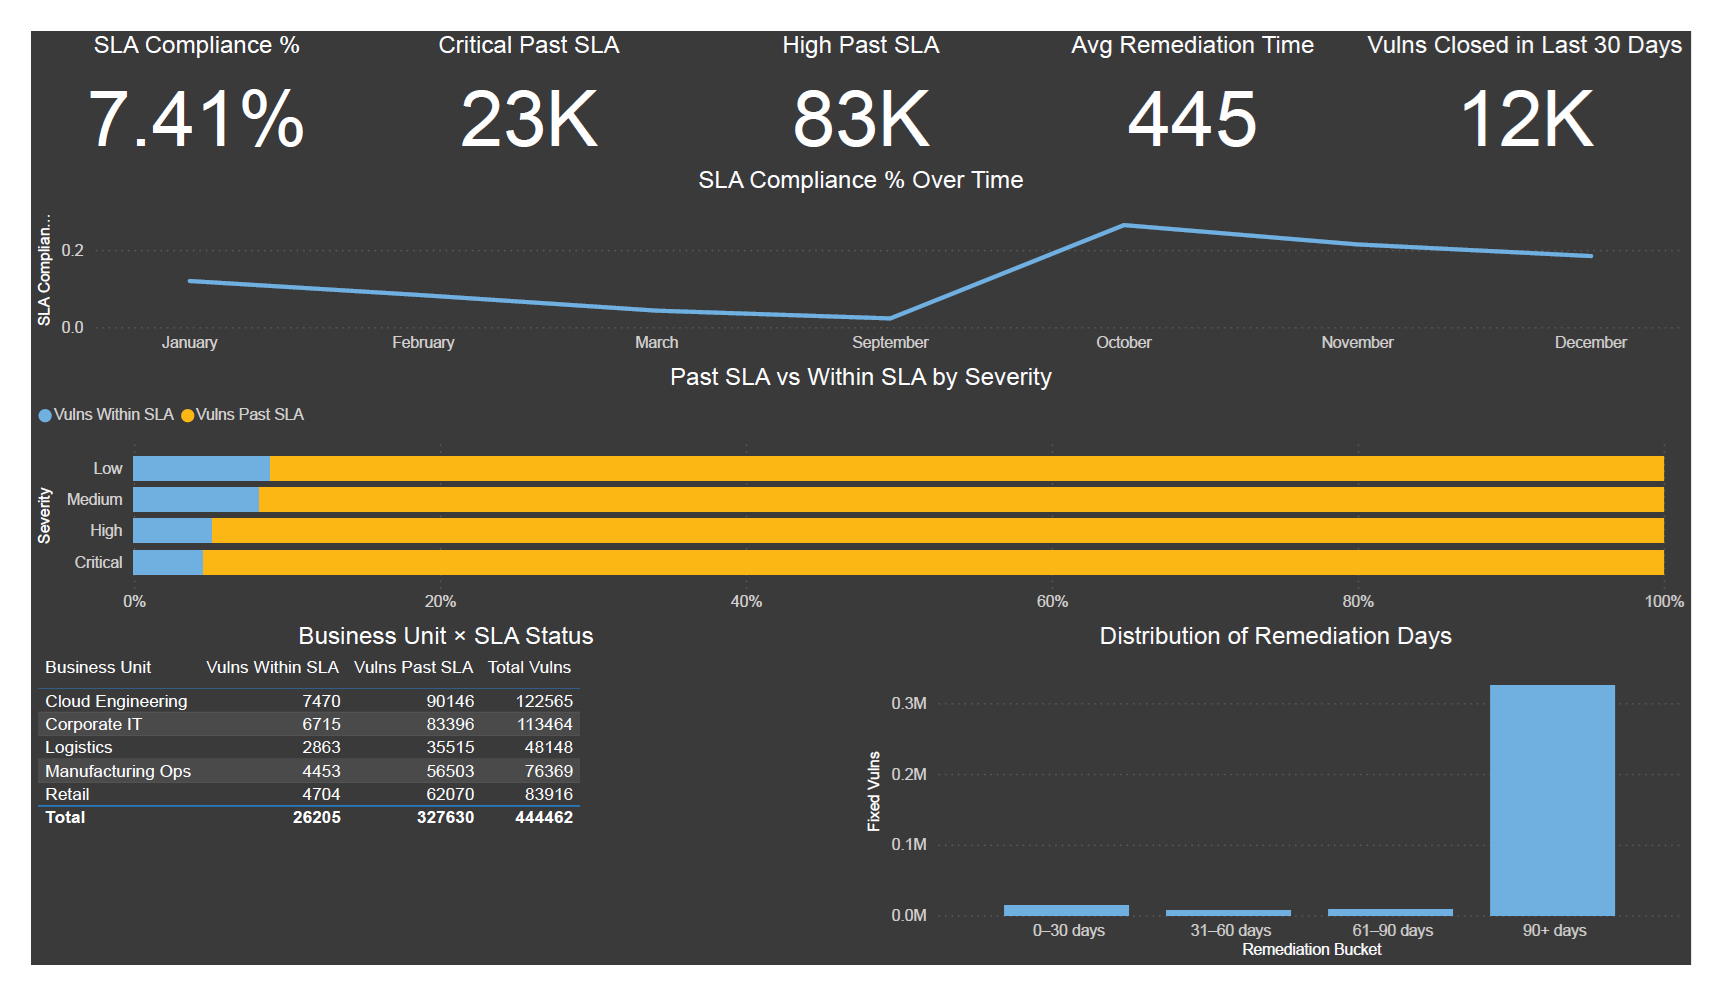 SLA Compliance %
Critical Past SLA
High Past SLA
Avg Remediation Time
Vulns Closed in Last 30 Days
7.41%
23K
83K
445
12K
SLA Compliance % Over Time
SLA Complian...
0.2
0.0
January
February
March
September
October
November
December
Past SLA vs Within SLA by Severity
Vulns Within SLA
Vulns Past SLA
Severity
Low
Medium
High
Critical
0%
20%
40%
60%
80%
100%
Business Unit × SLA Status
Business Unit Vulns Within SLA Vulns Past SLA Total Vulns
Cloud Engineering 7470 90146 122565
Corporate IT 6715 83396 113464
Logistics 2863 35515 48148
Manufacturing Ops 4453 56503 76369
Retail 4704 62070 83916
Total 26205 327630 444462
Distribution of Remediation Days
Fixed Vulns
0.3M
0.2M
0.1M
0.0M
0–30 days
31–60 days
61–90 days
90+ days
Remediation Bucket